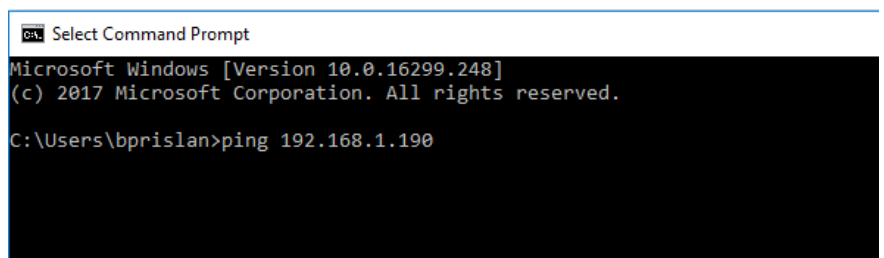 Select Command Prompt
Microsoft Windows [Version 10.0.16299.248]
(c) 2017 Microsoft Corporation. All rights reserved.
C:\Users\bprislan>ping 192.168.1.190